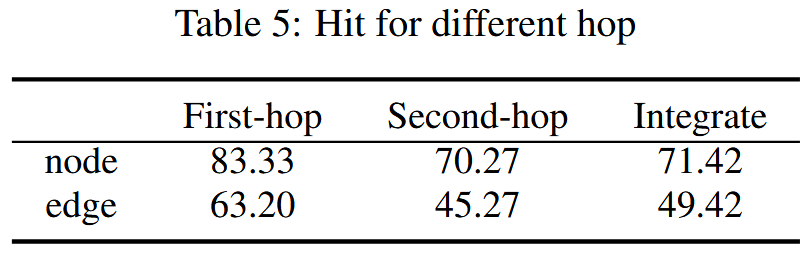 Table 5: Hit for different hop
First-hop Second-hop Integrate
node 83.33 70.27 71.42
edge 63.20 45.27 49.42